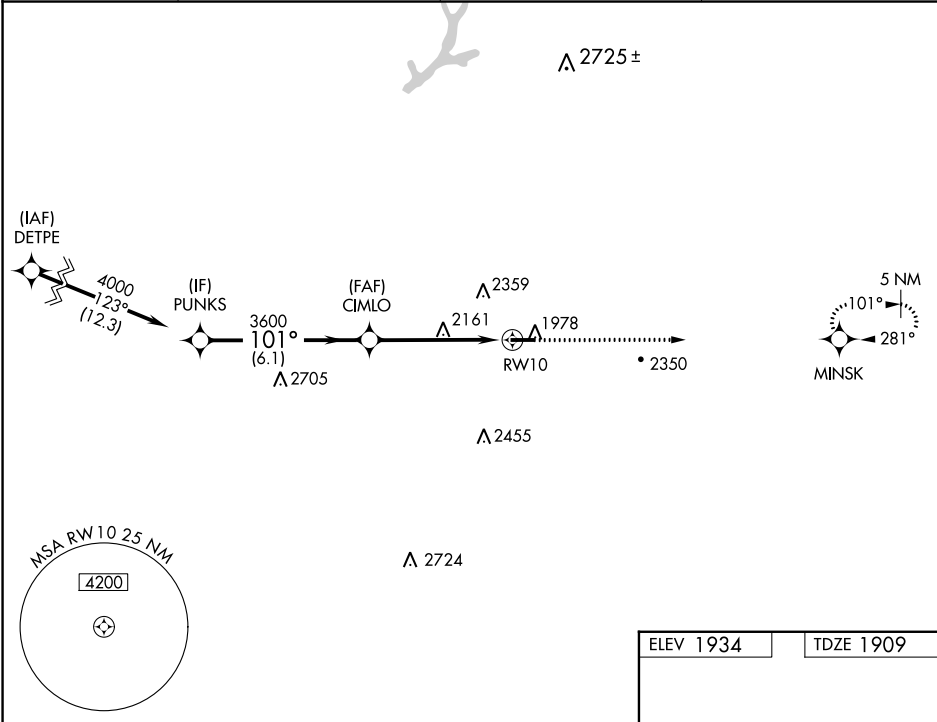 2725 ±
(IAF)
DETPE
4000
123°
(12.3)
(IF)
PUNKS
3600
101°
(6.1)
2705
(FAF)
CIMLO
2359
2161
1978
RW10
2350
5 NM
101°
281°
MINSK
2455
2724
MSA RW10 25 NM
4200
ELEV 1934
TDZE 1909